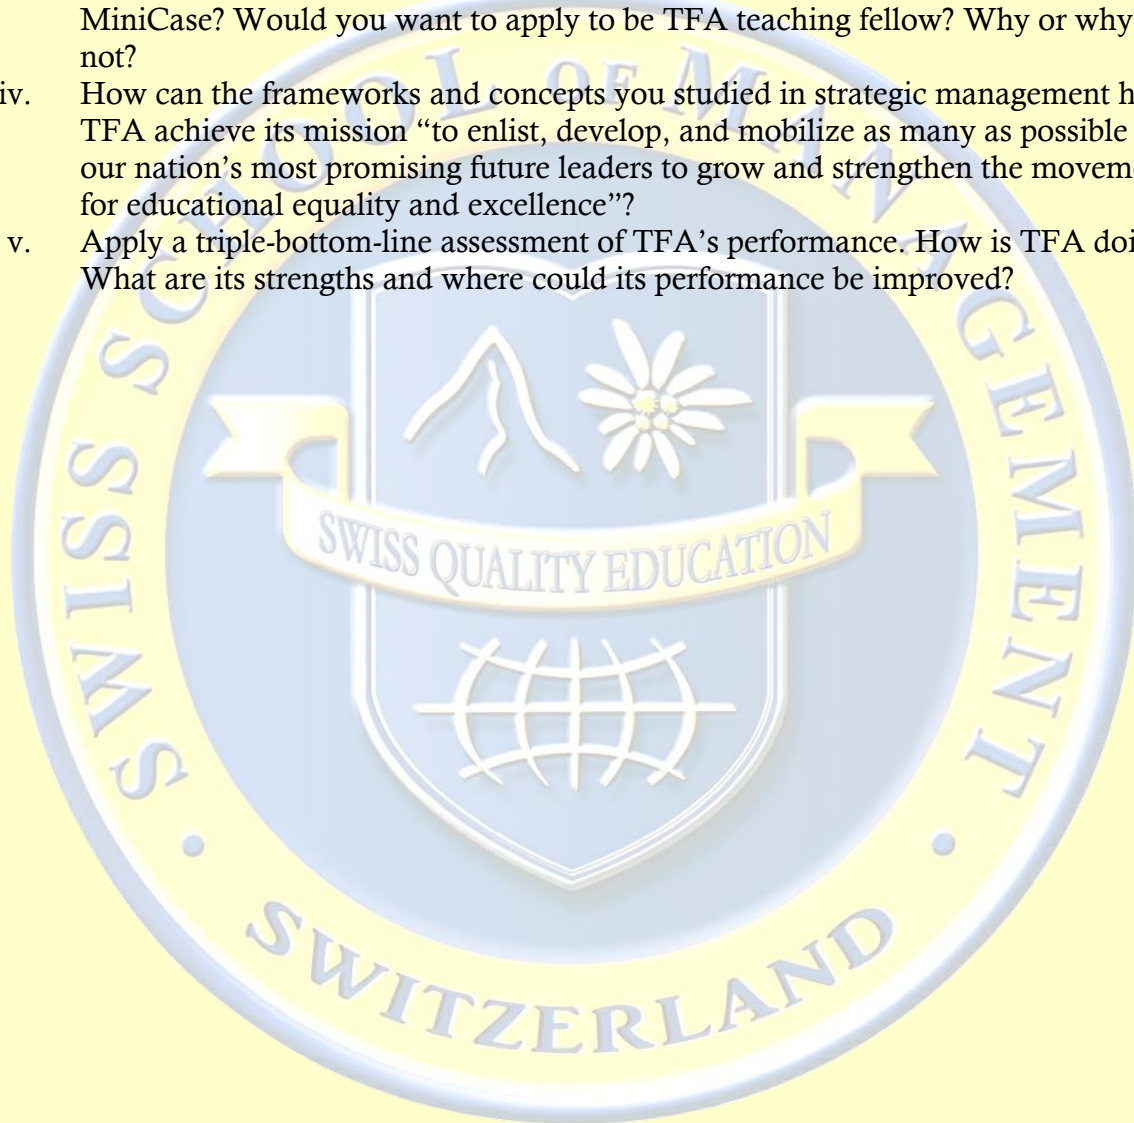 MiniCase? Would you want to apply to be TFA teaching fellow? Why or why
not?
iv. How can the frameworks and concepts you studied in strategic management h
TFA achieve its mission “to enlist, develop, and mobilize as many as possible
our nation’s most promising future leaders to grow and strengthen the moveme
for educational equality and excellence”?
v. Apply a triple-bottom-line assessment of TFA’s performance. How is TFA doi
What are its strengths and where could its performance be improved?
SWISS SCHOOL OF MANAGEMENT
SWISS QUALITY EDUCATION
SWITZERLAND